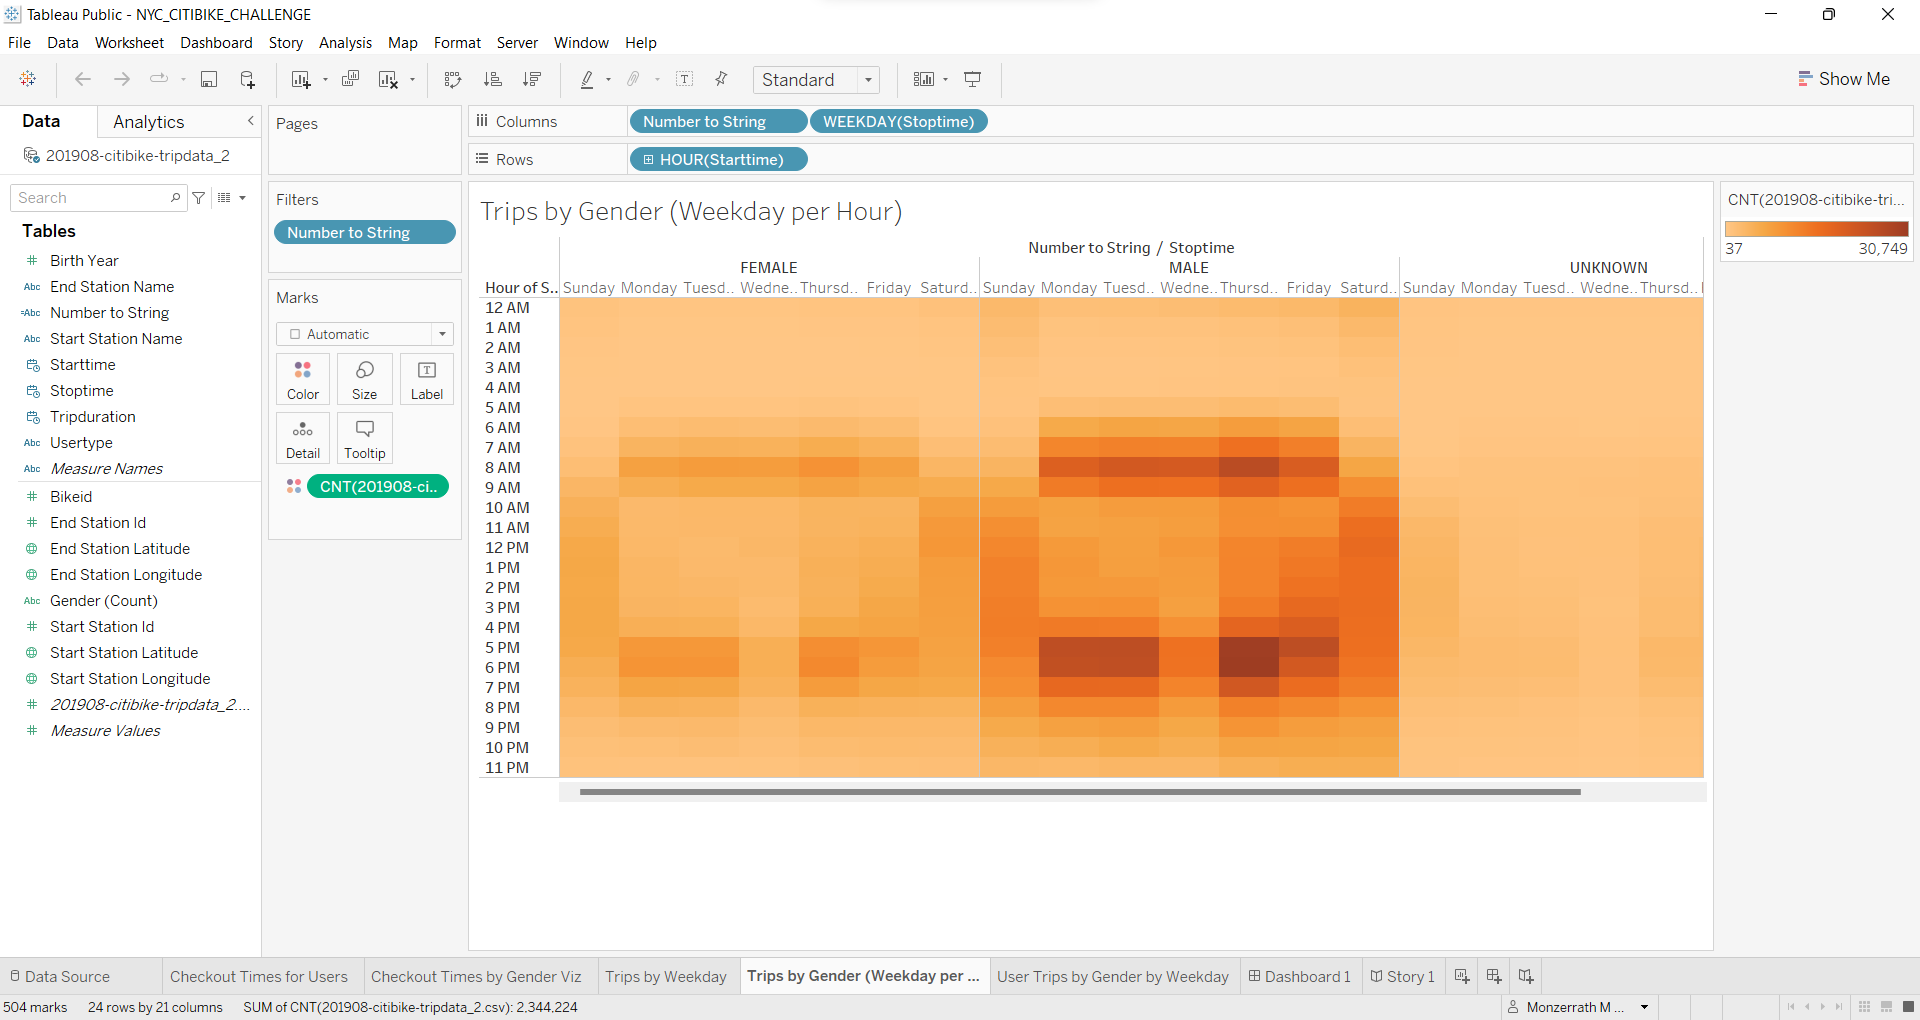 Tableau Public - NYC_CITIBIKE_CHALLENGE
File Data Worksheet Dashboard Story Analysis Map Format Server Window Help
Standard
Show Me
Data Analytics
201908-citibike-tripdata_2
Search
Tables
# Birth Year
Abc End Station Name
=Abc Number to String
Abc Start Station Name
Starttime
Stoptime
Tripduration
Abc Usertype
Abc Measure Names
# Bikeid
# End Station Id
End Station Latitude
End Station Longitude
Abc Gender (Count)
# Start Station Id
Start Station Latitude
Start Station Longitude
# 201908-citibike-tripdata_2....
# Measure Values
Pages
Filters
Number to String
Marks
Automatic
Color Size Label
Detail Tooltip
CNT(201908-ci..
Columns Number to String WEEKDAY(Stoptime)
Rows HOUR(Starttime)
Trips by Gender (Weekday per Hour)
Number to String / Stoptime
FEMALE MALE UNKNOWN
Hour of S.. Sunday Monday Tuesd.. Wedne.. Thursd.. Friday Saturd.. Sunday Monday Tuesd.. Wedne.. Thursd.. Friday Saturd.. Sunday Monday Tuesd.. Wedne.. Thursd..
12 AM
1 AM
2 AM
3 AM
4 AM
5 AM
6 AM
7 AM
8 AM
9 AM
10 AM
11 AM
12 PM
1 PM
2 PM
3 PM
4 PM
5 PM
6 PM
7 PM
8 PM
9 PM
10 PM
11 PM
CNT(201908-citibike-tri...
37 30,749
Data Source Checkout Times for Users Checkout Times by Gender Viz Trips by Weekday Trips by Gender (Weekday per ... User Trips by Gender by Weekday Dashboard 1 Story 1
504 marks 24 rows by 21 columns SUM of CNT(201908-citibike-tripdata_2.csv): 2,344,224 Monzerrath M ...